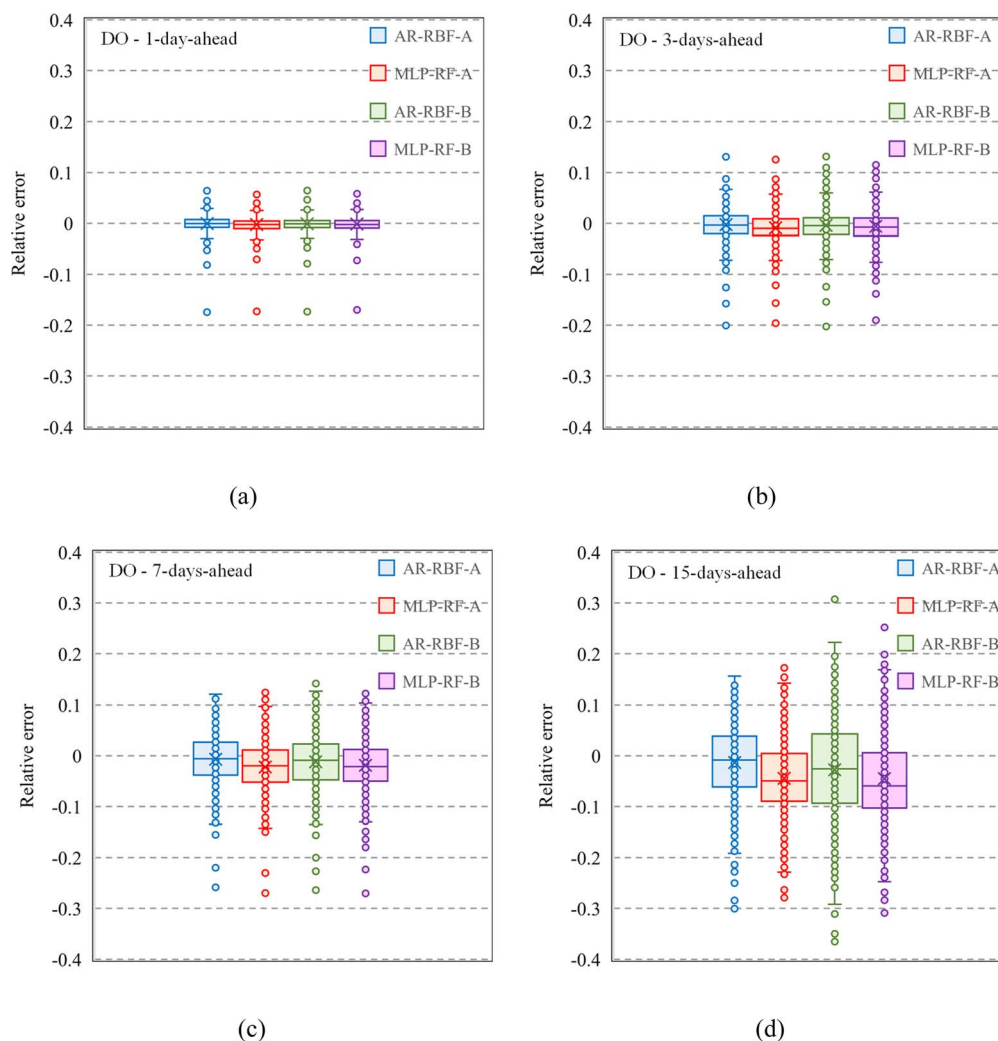 DO - 1-day-ahead
AR-RBF-A
MLP-RF-A
AR-RBF-B
MLP-RF-B
0.4
0.3
0.2
0.1
0
-0.1
-0.2
-0.3
-0.4
Relative error
(a)
DO - 3-days-ahead
AR-RBF-A
MLP-RF-A
AR-RBF-B
MLP-RF-B
0.4
0.3
0.2
0.1
0
-0.1
-0.2
-0.3
-0.4
Relative error
(b)
DO - 7-days-ahead
AR-RBF-A
MLP-RF-A
AR-RBF-B
MLP-RF-B
0.4
0.3
0.2
0.1
0
-0.1
-0.2
-0.3
-0.4
Relative error
(c)
DO - 15-days-ahead
AR-RBF-A
MLP-RF-A
AR-RBF-B
MLP-RF-B
0.4
0.3
0.2
0.1
0
-0.1
-0.2
-0.3
-0.4
Relative error
(d)